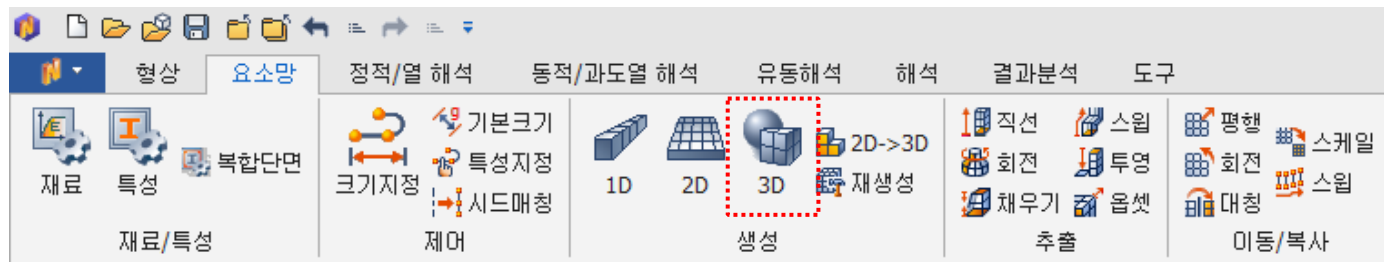 형상 요소망 정적/열 해석 동적/과도열 해석 유동해석 해석 결과분석 도구
재료 특성 복합단면
재료/특성
크기지정 기본크기
특성지정
시드매칭
제어
1D 2D 3D 2D->3D
재생성
생성
직선 스윕
회전 투영
채우기 옵셋
추출
평행 스케일
회전 스윕
대칭
이동/복사